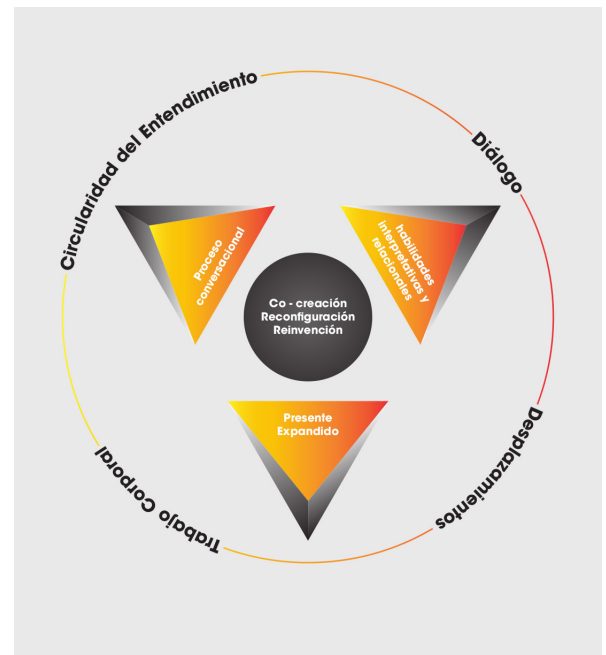 Circularidad del Entendimiento
Diálogo
Proceso
conversacional
habilidades
interpretativas y
relacionales
Co - creación
Reconfiguración
Reinvención
Presente
Expandido
Trabajo Corporal
Desplazamientos